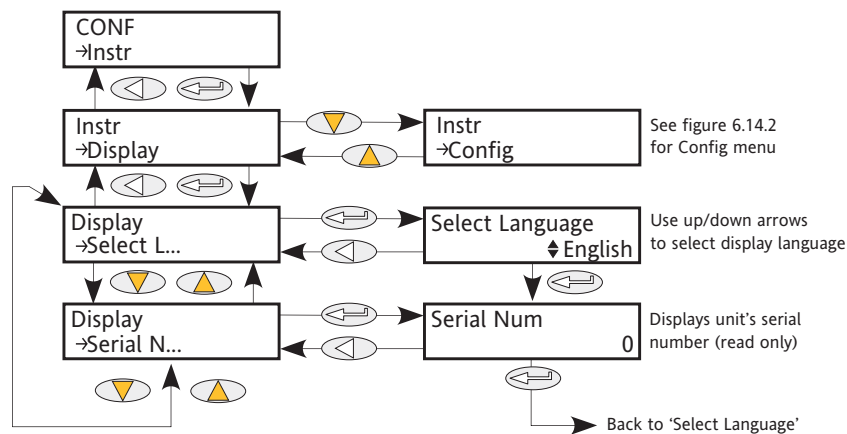 CONF
→Instr
Instr
→Display
Instr
→Config
See figure 6.14.2
for Config menu
Display
→Select L...
Select Language
English
Use up/down arrows
to select display language
Display
→Serial N...
Serial Num
0
Displays unit's serial
number (read only)
Back to 'Select Language'